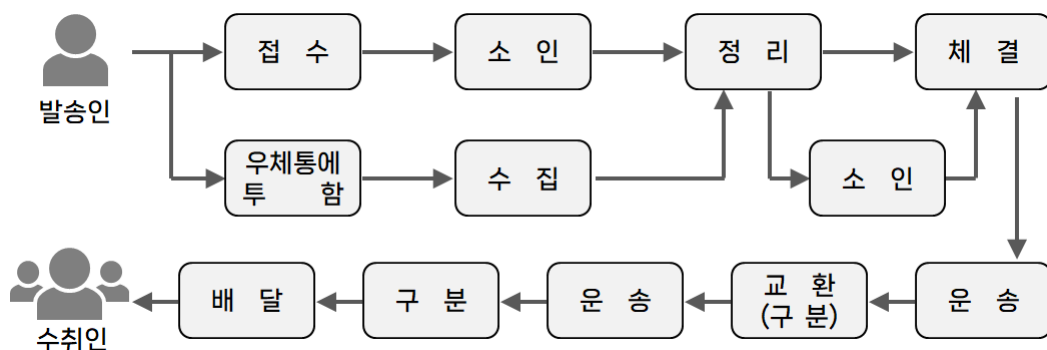 접 수
소 인
정 리
체 결
발송인
우체통에
투 함
수 집
소 인
배 달
구 분
운 송
교 환
(구 분)
운 송
수취인